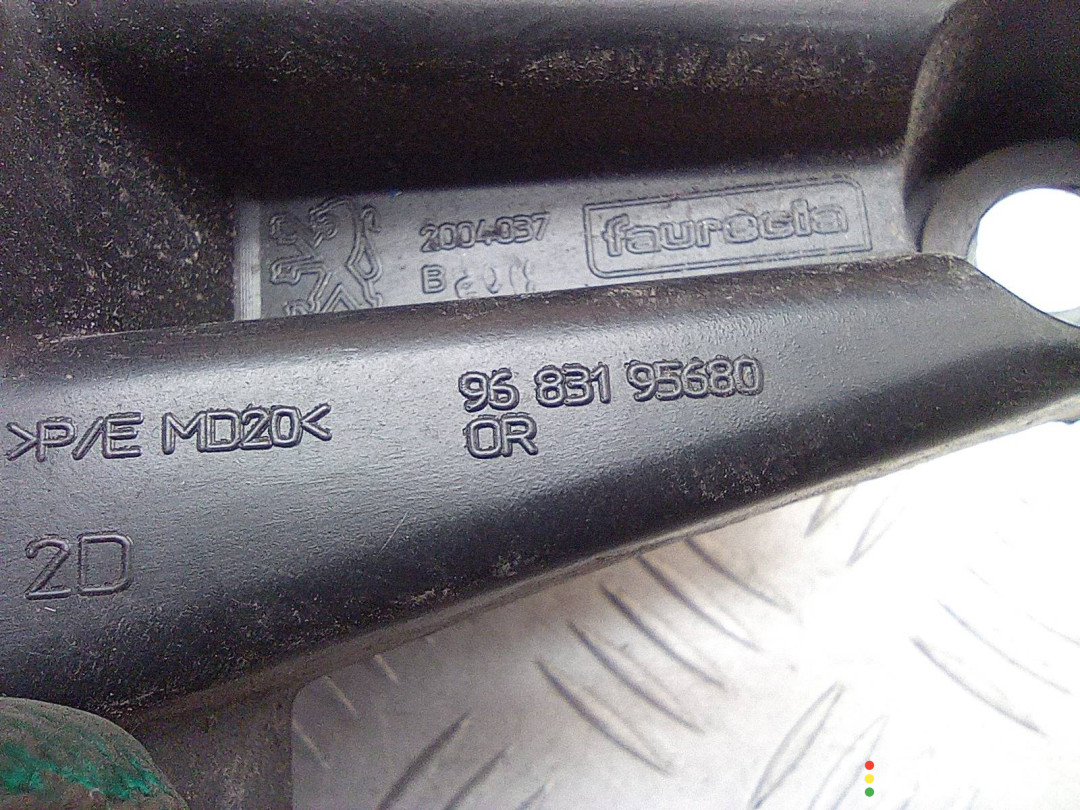 2004037
faurecia
B
96 831 95680
OR
>P/E MD20<
2D